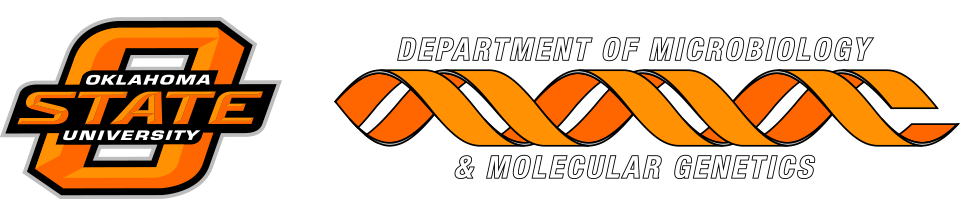 OKLAHOMA
STATE
UNIVERSITY
DEPARTMENT OF MICROBIOLOGY
& MOLECULAR GENETICS